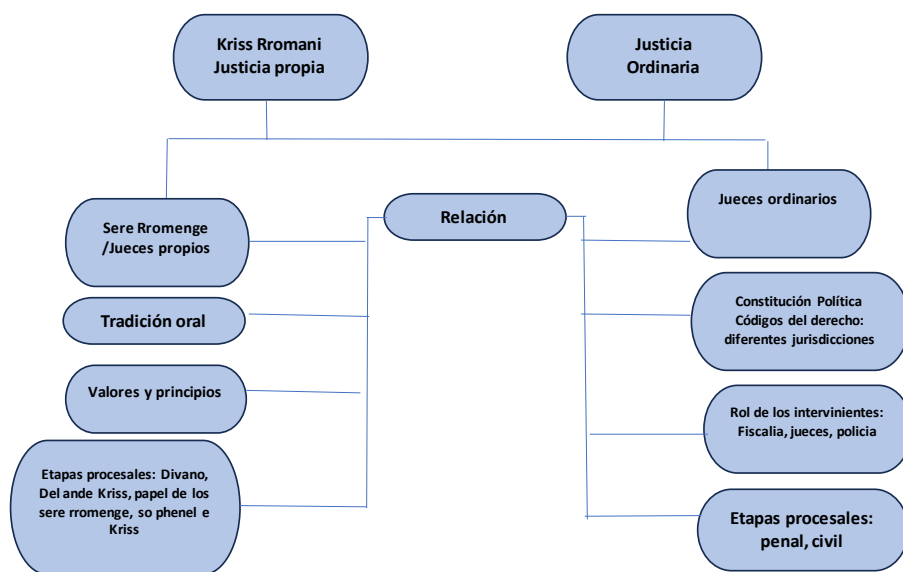 Kriss Rromani
Justicia propia
Justicia
Ordinaria
Sere Rromenge
/Jueces propios
Relación
Jueces ordinarios
Tradición oral
Constitución Política
Códigos del derecho:
diferentes jurisdicciones
Valores y principios
Rol de los intervinientes:
Fiscalia, jueces, policia
Etapas procesales: Divano,
Del ande Kriss, papel de los
sere rromenge, so phenel e
Kriss
Etapas procesales:
penal, civil